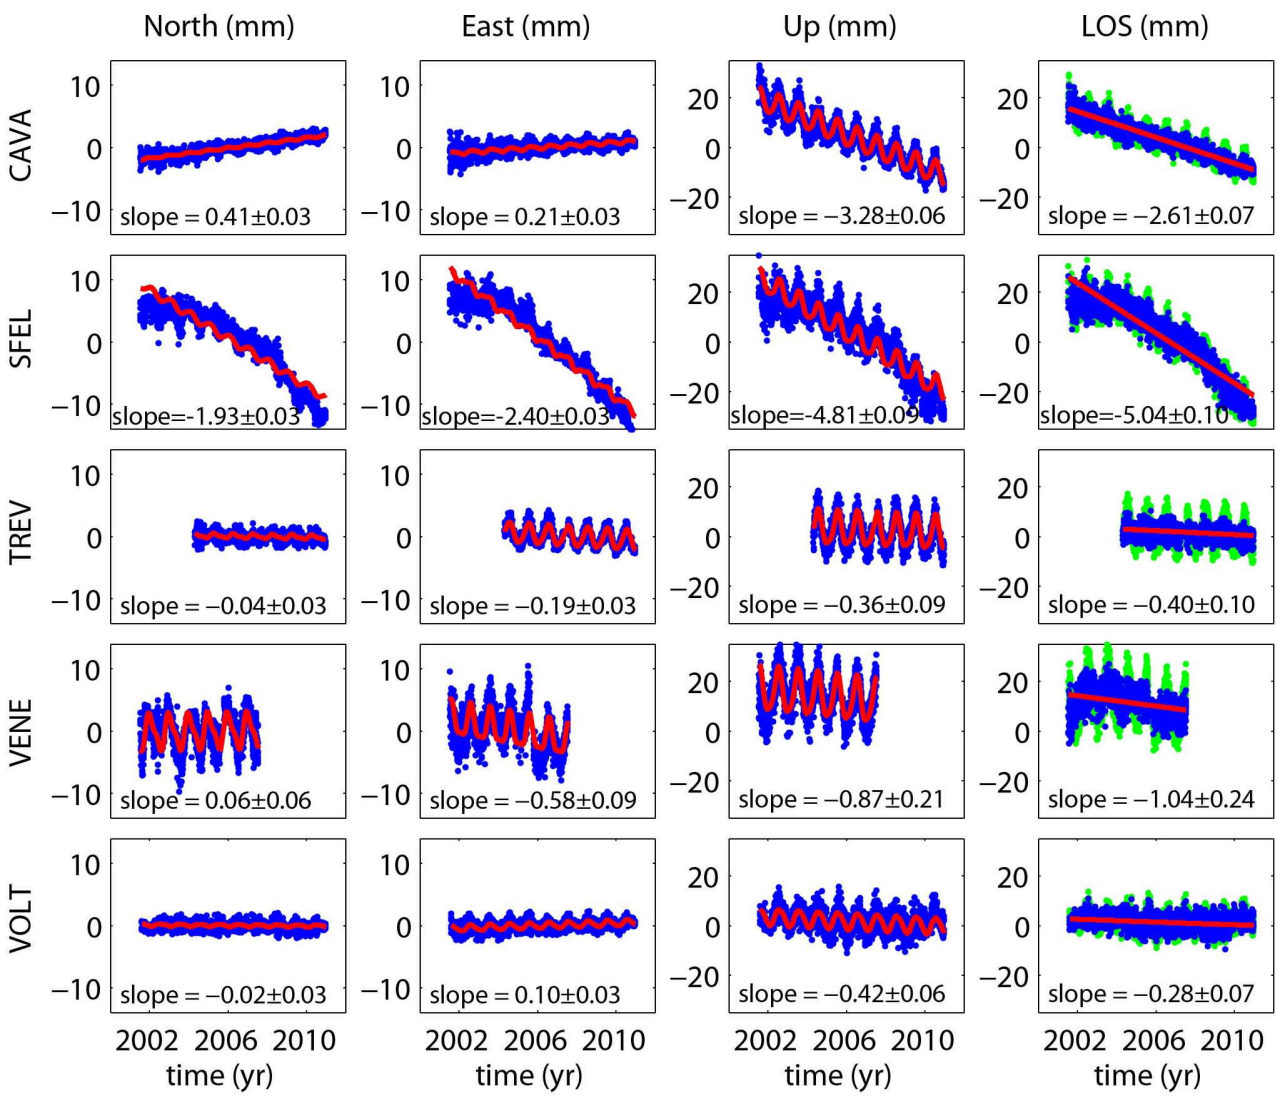 North (mm) East (mm) Up (mm) LOS (mm)
CAVA
10 10 20 20
0 0 0 0
−10 −10 −20 −20
slope = 0.41±0.03 slope = 0.21±0.03 slope = −3.28±0.06 slope = −2.61±0.07
SFEL
10 10 20 20
0 0 0 0
−10 −10 −20 −20
slope=-1.93±0.03 slope=-2.40±0.03 slope=-4.81±0.09 slope=-5.04±0.10
TREV
10 10 20 20
0 0 0 0
−10 −10 −20 −20
slope = −0.04±0.03 slope = −0.19±0.03 slope = −0.36±0.09 slope = −0.40±0.10
VENE
10 10 20 20
0 0 0 0
−10 −10 −20 −20
slope = 0.06±0.06 slope = −0.58±0.09 slope = −0.87±0.21 slope = −1.04±0.24
VOLT
10 10 20 20
0 0 0 0
−10 −10 −20 −20
slope = −0.02±0.03 slope = 0.10±0.03 slope = −0.42±0.06 slope = −0.28±0.07
2002 2006 2010 2002 2006 2010 2002 2006 2010 2002 2006 2010
time (yr) time (yr) time (yr) time (yr)